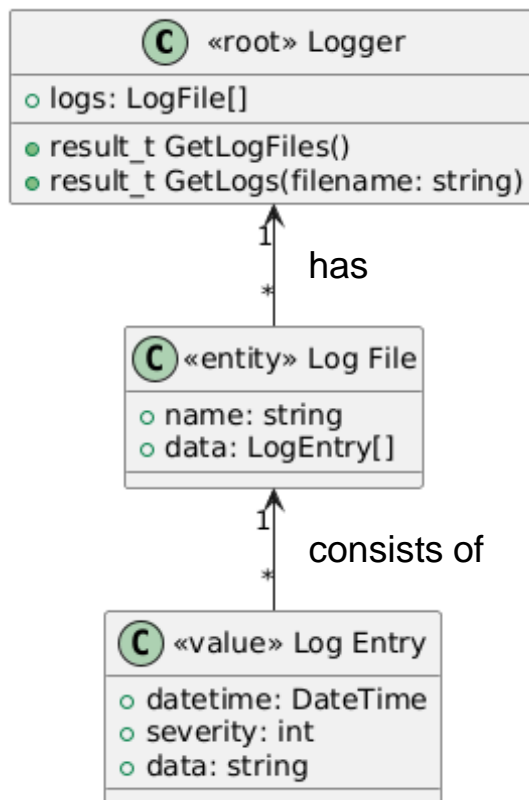 C «root» Logger
logs: LogFile[]
result_t GetLogFiles()
result_t GetLogs(filename: string)
1
has
*
C «entity» Log File
name: string
data: LogEntry[]
1
consists of
*
C «value» Log Entry
datetime: DateTime
severity: int
data: string